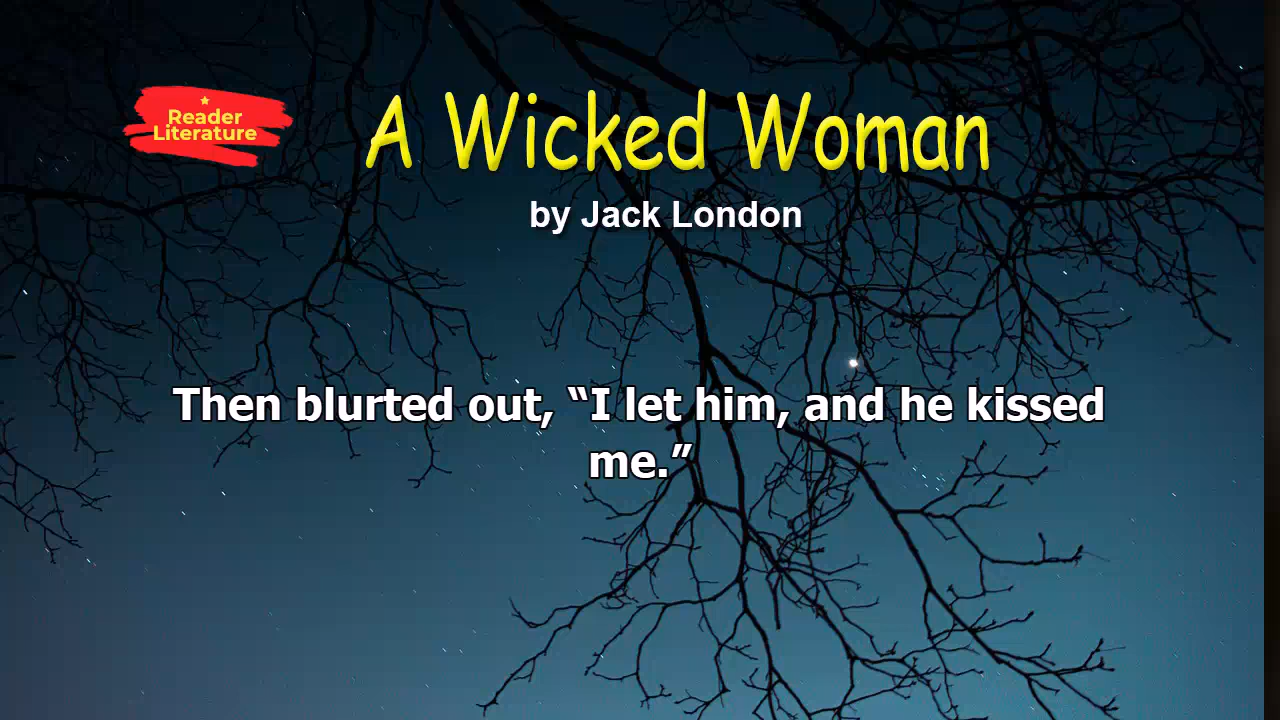 Reader
Literature
A Wicked Woman
by Jack London
Then blurted out, “I let him, and he kissed
me.”